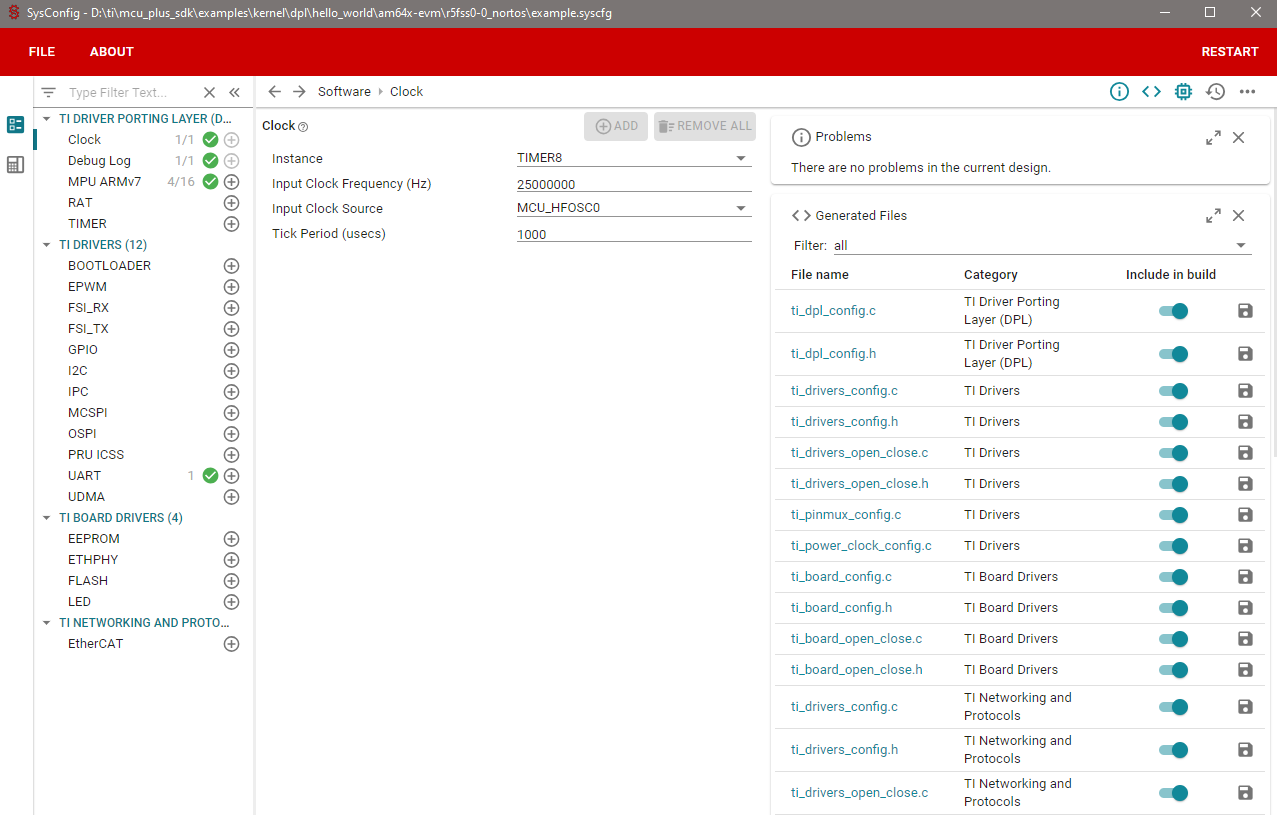 SysConfig - D:\ti\mcu_plus_sdk\examples\kernel\dpl\hello_world\am64x-evm\r5fss0-0_nortos\example.syscfg
FILE ABOUT RESTART
Type Filter Text...
TI DRIVER PORTING LAYER (D...
Clock 1/1
Debug Log 1/1
MPU ARMv7 4/16
RAT
TIMER
TI DRIVERS (12)
BOOTLOADER
EPWM
FSI_RX
FSI_TX
GPIO
I2C
IPC
MCSPI
OSPI
PRU ICSS
UART 1
UDMA
TI BOARD DRIVERS (4)
EEPROM
ETHPHY
FLASH
LED
TI NETWORKING AND PROTO...
EtherCAT
Software > Clock
Clock ADD REMOVE ALL
Instance TIMER8
Input Clock Frequency (Hz) 25000000
Input Clock Source MCU_HFOSC0
Tick Period (usecs) 1000
Problems
There are no problems in the current design.
Generated Files
Filter: all
File name Category Include in build
ti_dpl_config.c TI Driver Porting
Layer (DPL)
ti_dpl_config.h TI Driver Porting
Layer (DPL)
ti_drivers_config.c TI Drivers
ti_drivers_config.h TI Drivers
ti_drivers_open_close.c TI Drivers
ti_drivers_open_close.h TI Drivers
ti_pinmux_config.c TI Drivers
ti_power_clock_config.c TI Drivers
ti_board_config.c TI Board Drivers
ti_board_config.h TI Board Drivers
ti_board_open_close.c TI Board Drivers
ti_board_open_close.h TI Board Drivers
ti_drivers_config.c TI Networking and
Protocols
ti_drivers_config.h TI Networking and
Protocols
ti_drivers_open_close.c TI Networking and
Protocols